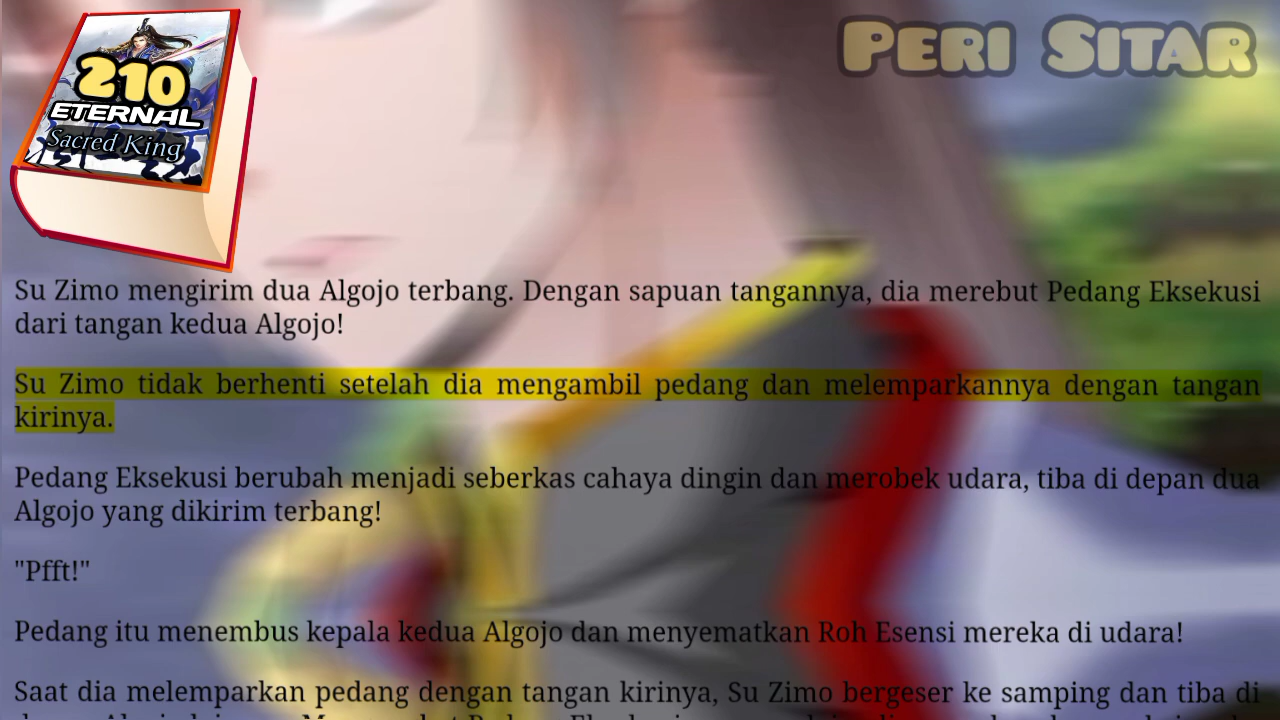 210
ETERNAL
Sacred King
PERI SITAR
Su Zimo mengirim dua Algojo terbang. Dengan sapuan tangannya, dia merebut Pedang Eksekusi
dari tangan kedua Algojo!
Su Zimo tidak berhenti setelah dia mengambil pedang dan melemparkannya dengan tangan
kirinya.
Pedang Eksekusi berubah menjadi seberkas cahaya dingin dan merobek udara, tiba di depan dua
Algojo yang dikirim terbang!
"Pfft!"
Pedang itu menembus kepala kedua Algojo dan menyematkan Roh Esensi mereka di udara!
Saat dia melemparkan pedang dengan tangan kirinya, Su Zimo bergeser ke samping dan tiba di